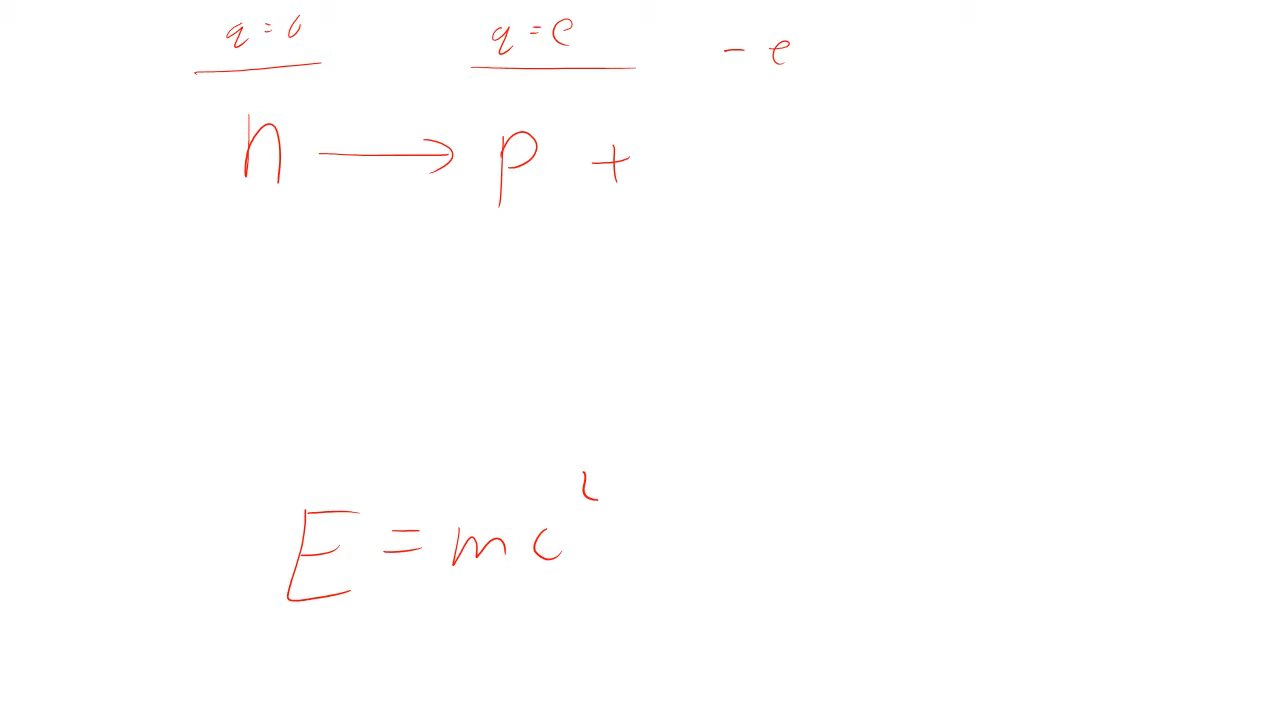 q = 0 q = e - e
n → p +
E = mc²